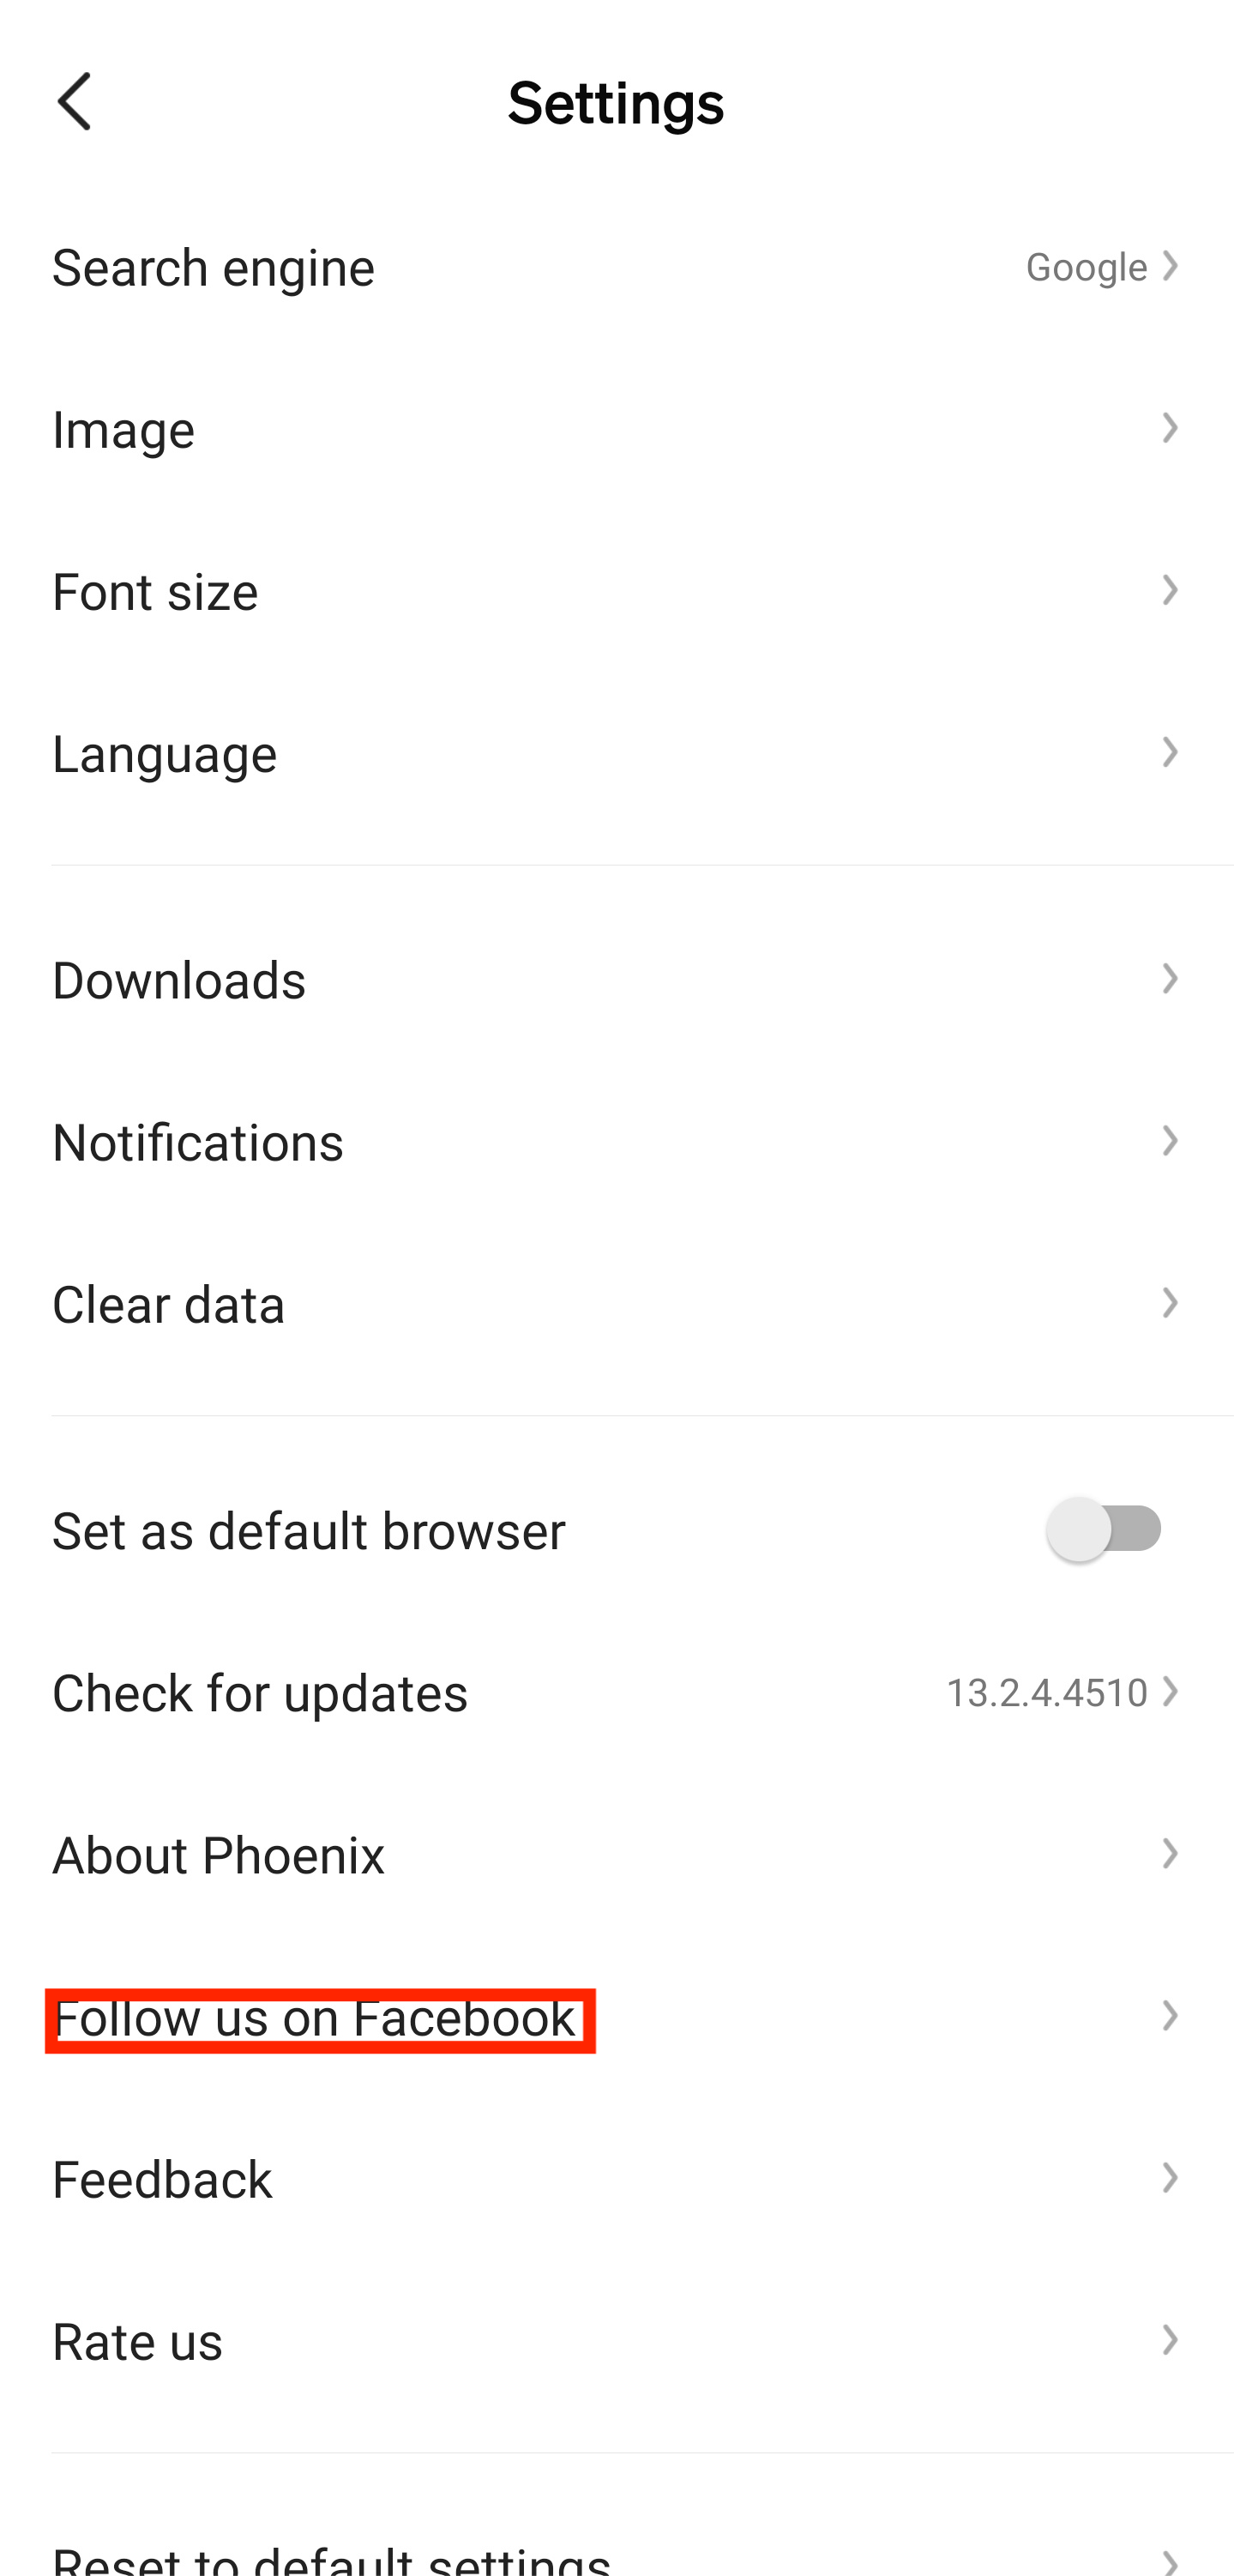 Settings
Search engine Google
Image
Font size
Language
Downloads
Notifications
Clear data
Set as default browser
Check for updates 13.2.4.4510
About Phoenix
Follow us on Facebook
Feedback
Rate us
Reset to default settings